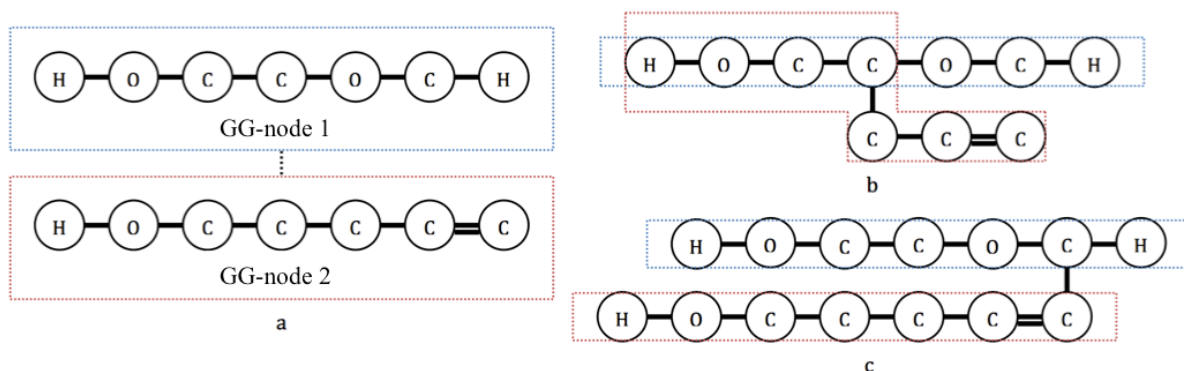 H O C C O C H
GG-node 1
H O C C C C C
GG-node 2
a
H O C C O C H
C C C
b
H O C C O C H
H O C C C C C
c